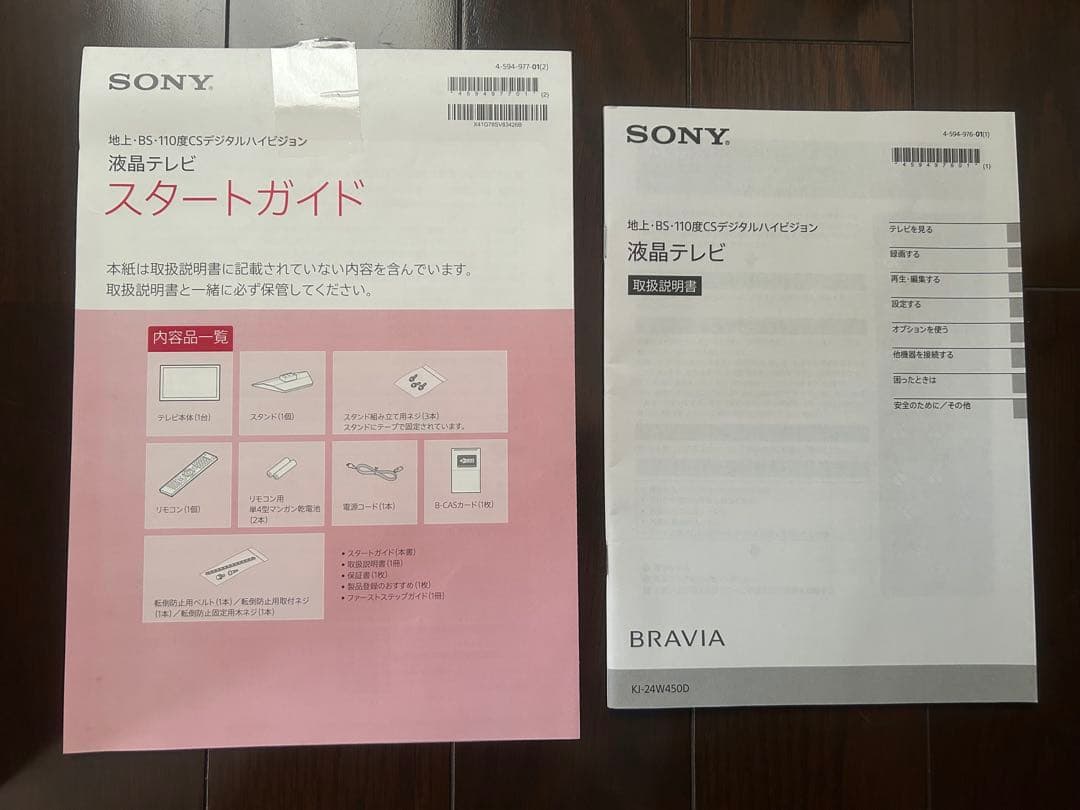 SONY®
4-594-977-01(2)
*459497701*(2)
地上・BS・110度CSデジタルハイビジョン
液晶テレビ
スタートガイド
本紙は取扱説明書に記載されていない内容を含んでいます。
取扱説明書と一緒に必ず保管してください。
内容品一覧
テレビ本体(1台)
スタンド(1個)
スタンド組み立て用ネジ(3本)
スタンドにテープで固定されています。
リモコン(1個)
リモコン用
単4型マンガン乾電池
(2本)
電源コード(1本)
B-CASカード(1枚)
転倒防止用ベルト(1本)/転倒防止用取付ネジ
(1本)/転倒防止固定用木ネジ(1本)
• スタートガイド(本書)
• 取扱説明書(1冊)
• 保証書(1枚)
• 製品登録のおすすめ(1枚)
• ファーストステップガイド(1冊)
SONY®
4-594-976-01(1)
*459497601*(1)
地上・BS・110度CSデジタルハイビジョン
液晶テレビ
取扱説明書
テレビを見る
録画する
再生・編集する
設定する
オプションを使う
他機器を接続する
困ったときは
安全のために/その他
BRAVIA
KJ-24W450D